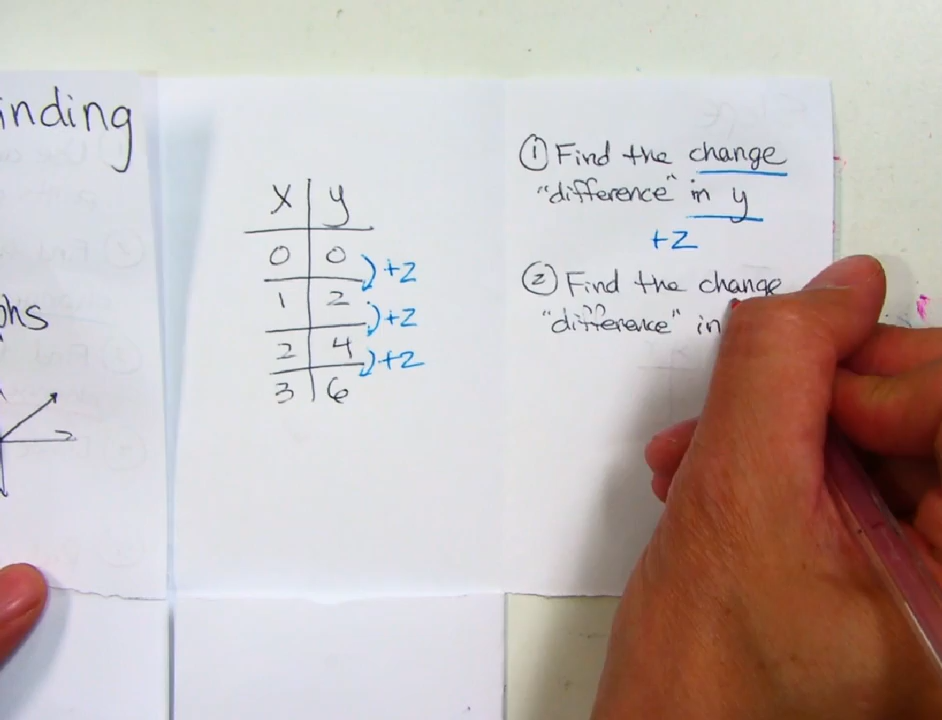 inding
phs
x y
0 0
+2
1 2
+2
2 4
+2
3 6
① Find the change
"difference" in y
+2
② Find the change
"difference" in